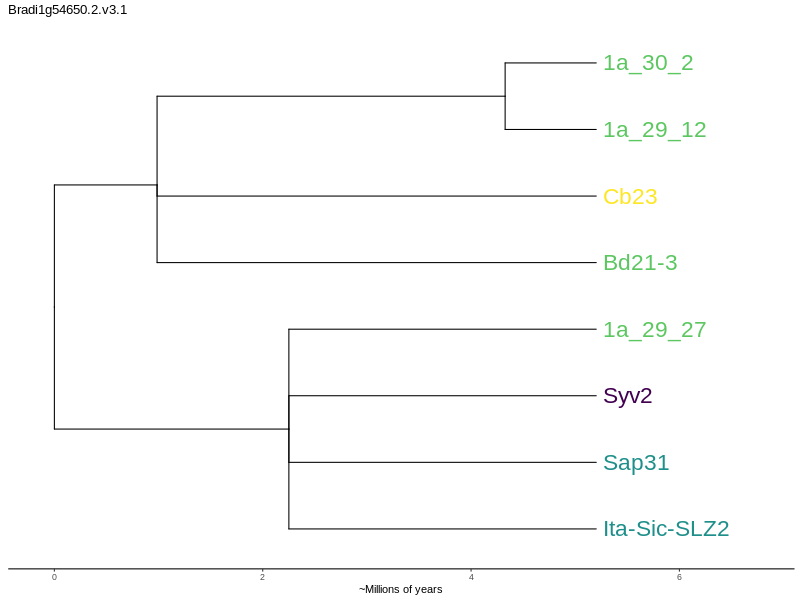 Bradi1g54650.2.v3.1
1a_30_2
1a_29_12
Cb23
Bd21-3
1a_29_27
Syv2
Sap31
Ita-Sic-SLZ2
0 2 4 6
~Millions of years